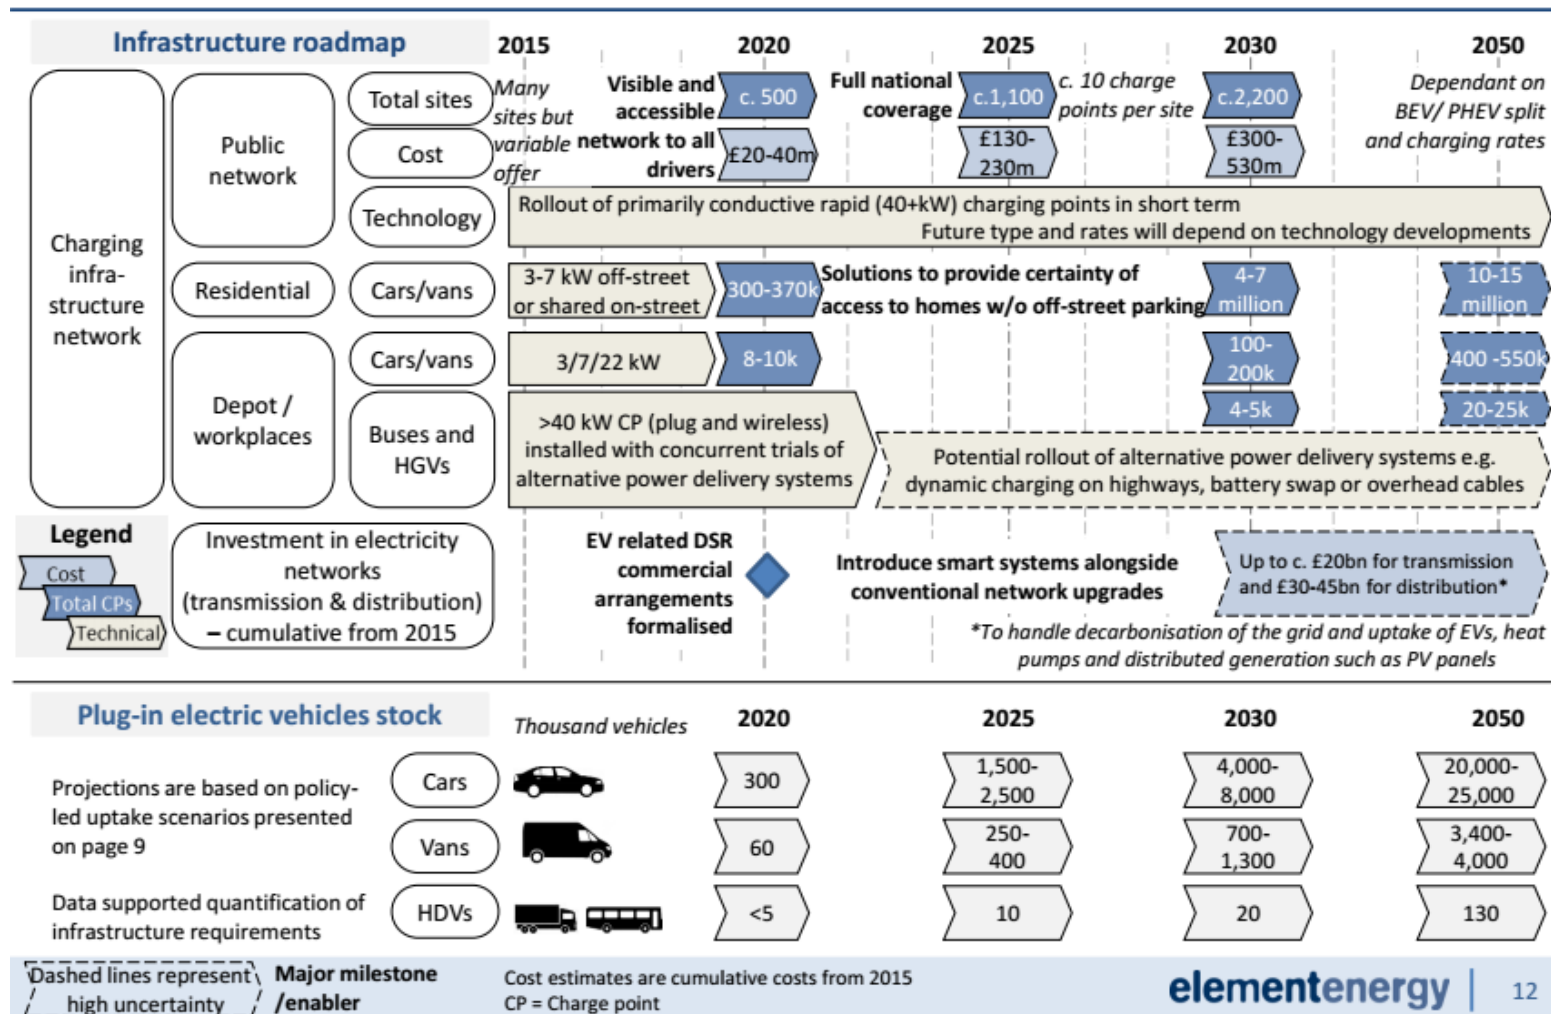 Infrastructure roadmap
2015
2020
2025
2030
2050
Charging
infra-
structure
network
Public
network
Total sites
Many
sites but
variable
offer
Visible and
accessible
network to all
drivers
c. 500
Full national
coverage
c.1,100
c. 10 charge
points per site
c.2,200
Dependant on
BEV/ PHEV split
and charging rates
Cost
£20-40m
£130-
230m
£300-
530m
Technology
Rollout of primarily conductive rapid (40+kW) charging points in short term
Future type and rates will depend on technology developments
Residential
Cars/vans
3-7 kW off-street
or shared on-street
300-370k
Solutions to provide certainty of
access to homes w/o off-street parking
4-7
million
10-15
million
Depot /
workplaces
Cars/vans
3/7/22 kW
8-10k
100-
200k
400 -550k
Buses and
HGVs
>40 kW CP (plug and wireless)
installed with concurrent trials of
alternative power delivery systems
4-5k
20-25k
Potential rollout of alternative power delivery systems e.g.
dynamic charging on highways, battery swap or overhead cables
Legend
Cost
Total CPs
Technical
Investment in electricity
networks
(transmission & distribution)
– cumulative from 2015
EV related DSR
commercial
arrangements
formalised
Introduce smart systems alongside
conventional network upgrades
Up to c. £20bn for transmission
and £30-45bn for distribution*
*To handle decarbonisation of the grid and uptake of EVs, heat
pumps and distributed generation such as PV panels
Plug-in electric vehicles stock
Thousand vehicles
2020
2025
2030
2050
Projections are based on policy-
led uptake scenarios presented
on page 9
Data supported quantification of
infrastructure requirements
Cars
300
1,500-
2,500
4,000-
8,000
20,000-
25,000
Vans
60
250-
400
700-
1,300
3,400-
4,000
HDVs
<5
10
20
130
Dashed lines represent
high uncertainty
Major milestone
/enabler
Cost estimates are cumulative costs from 2015
CP = Charge point
elementenergy
12